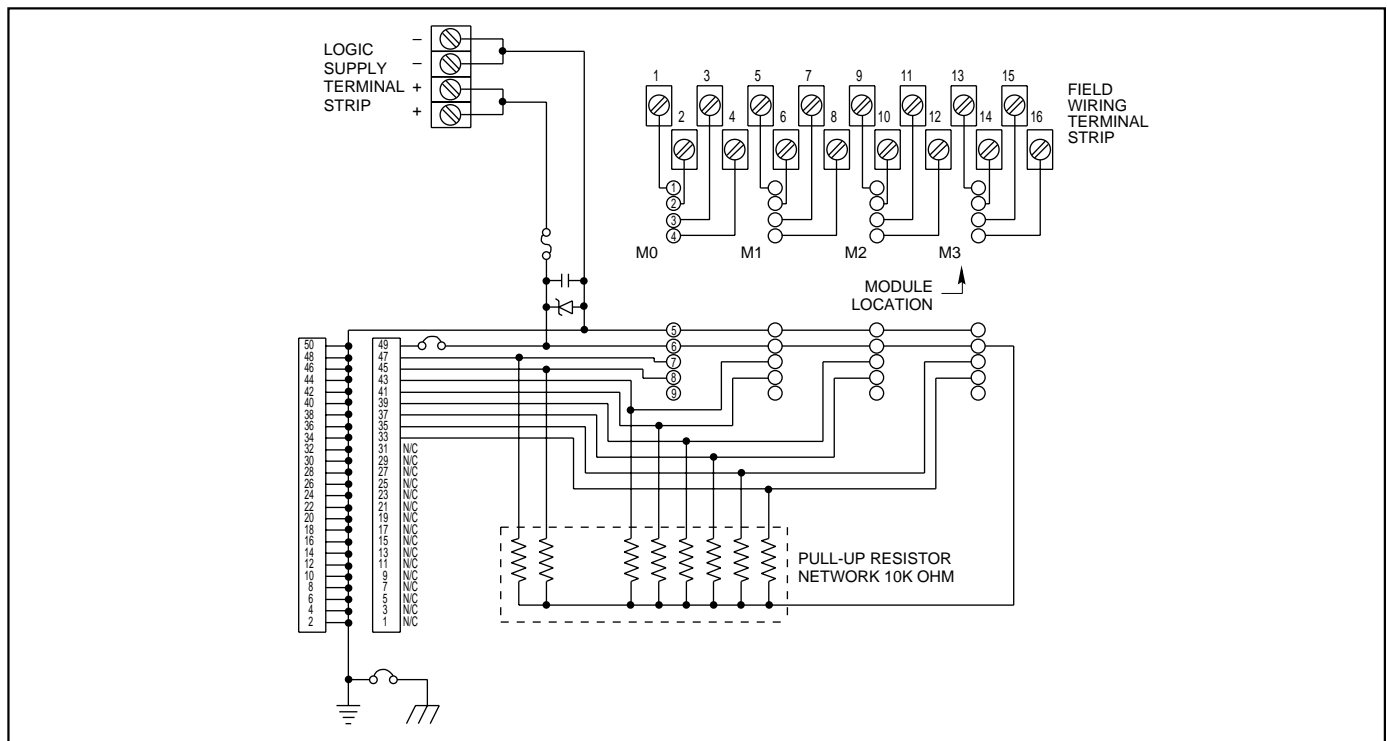 LOGIC
SUPPLY
TERMINAL
STRIP
–
–
+
+
1 3 5 7 9 11 13 15
2 4 6 8 10 12 14 16
FIELD
WIRING
TERMINAL
STRIP
1
2
3
4
M0 M1 M2 M3
MODULE
LOCATION
5
6
7
8
9
50
48
46
44
42
40
38
36
34
32
30
28
26
24
22
20
18
16
14
12
10
8
6
4
2
49
47
45
43
41
39
37
35
33
31 N/C
29 N/C
27 N/C
25 N/C
23 N/C
21 N/C
19 N/C
17 N/C
15 N/C
13 N/C
11 N/C
9 N/C
7 N/C
5 N/C
3 N/C
1 N/C
PULL-UP RESISTOR
NETWORK 10K OHM